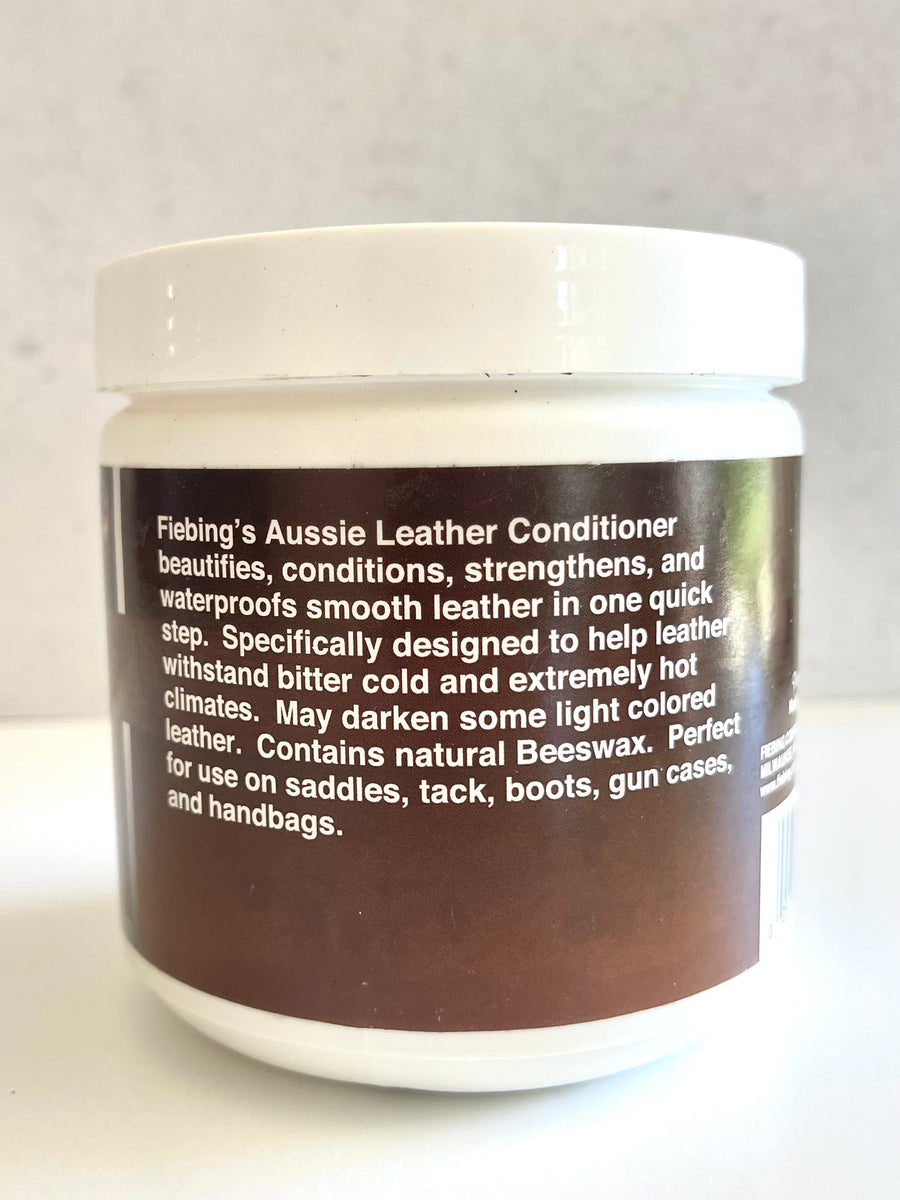 Fiebing's Aussie Leather Conditioner
beautifies, conditions, strengthens, and
waterproofs smooth leather in one quick
step. Specifically designed to help leather
withstand bitter cold and extremely hot
climates. May darken some light colored
leather. Contains natural Beeswax. Perfect
for use on saddles, tack, boots, gun cases,
and handbags.
FIEBING